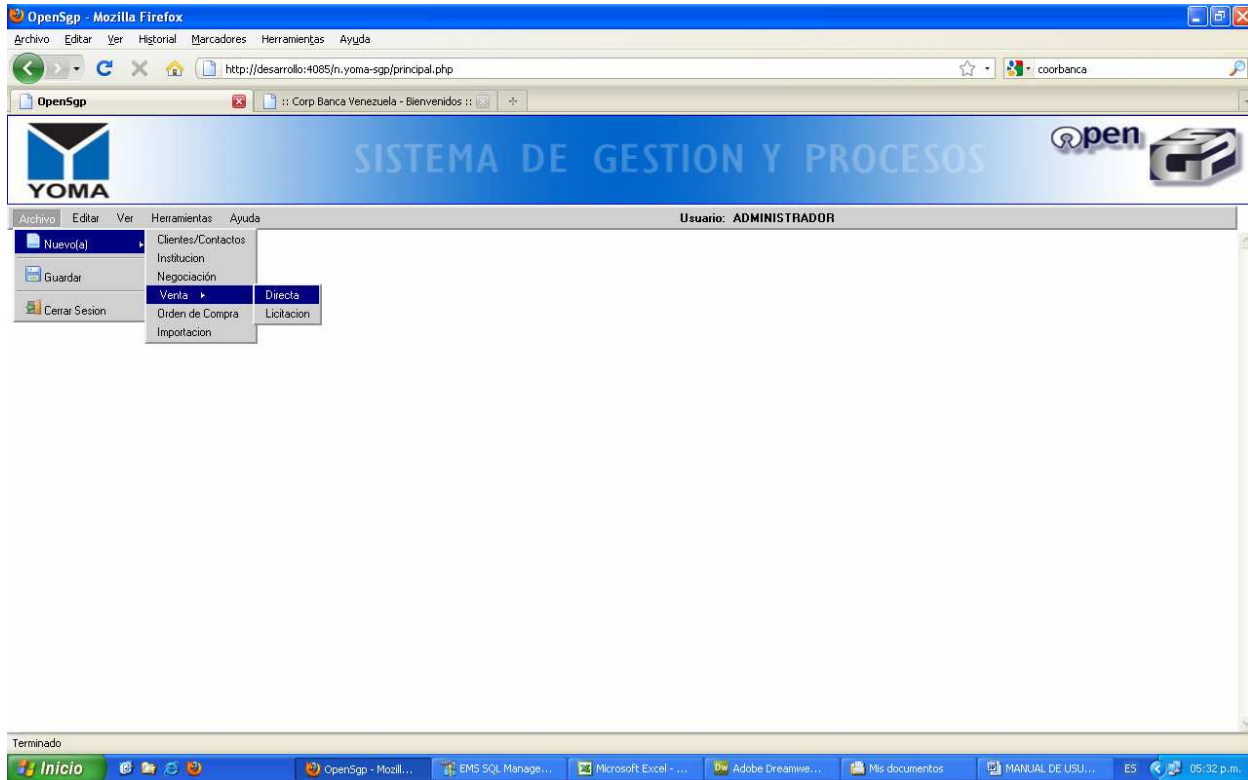 OpenSgp - Mozilla Firefox
Archivo Editar Ver Historial Marcadores Herramientas Ayuda
http://desarrollo:4085/n.yoma-sgp/principal.php coorbanca
OpenSgp :: Corp Banca Venezuela - Bienvenidos ::
YOMA SISTEMA DE GESTION Y PROCESOS Open
Archivo Editar Ver Herramientas Ayuda Usuario: ADMINISTRADOR
Nuevo(a) Clientes/Contactos
Institucion
Guardar Negociación
Venta Directa
Cerrar Sesion Orden de Compra Licitacion
Importacion
Terminado
Inicio OpenSgp - Mozill... EMS SQL Manage... Microsoft Excel - ... Adobe Dreamwe... Mis documentos MANUAL DE USU... ES 05:32 p.m.